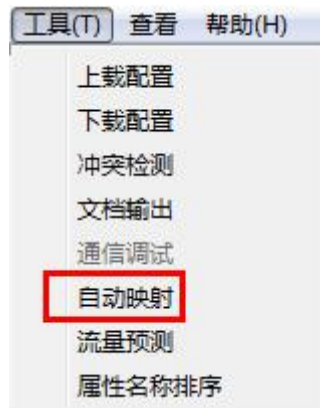 工具(T) 查看 帮助(H)
上载配置
下载配置
冲突检测
文档输出
通信调试
自动映射
流量预测
属性名称排序